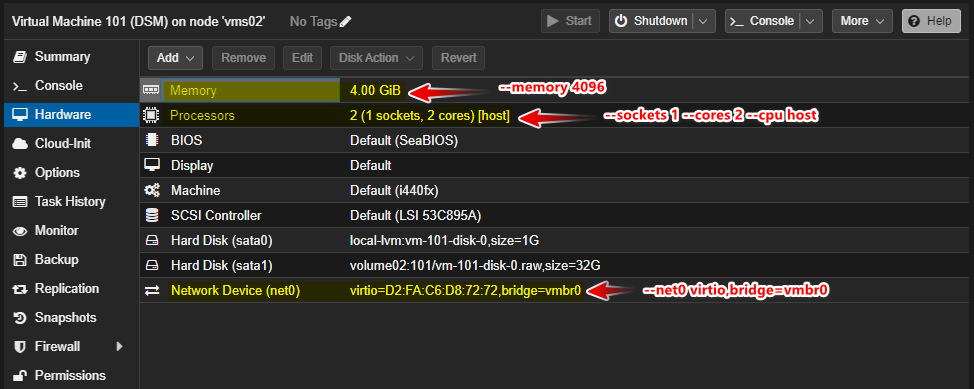 Virtual Machine 101 (DSM) on node 'vms02' No Tags Start Shutdown Console More Help
Summary
Console
Hardware
Cloud-Init
Options
Task History
Monitor
Backup
Replication
Snapshots
Firewall
Permissions
Add Remove Edit Disk Action Revert
Memory 4.00 GiB --memory 4096
Processors 2 (1 sockets, 2 cores) [host] --sockets 1 --cores 2 --cpu host
BIOS Default (SeaBIOS)
Display Default
Machine Default (i440fx)
SCSI Controller Default (LSI 53C895A)
Hard Disk (sata0) local-lvm:vm-101-disk-0,size=1G
Hard Disk (sata1) volume02:101/vm-101-disk-0.raw,size=32G
Network Device (net0) virtio=D2:FA:C6:D8:72:72,bridge=vmbr0 --net0 virtio,bridge=vmbr0